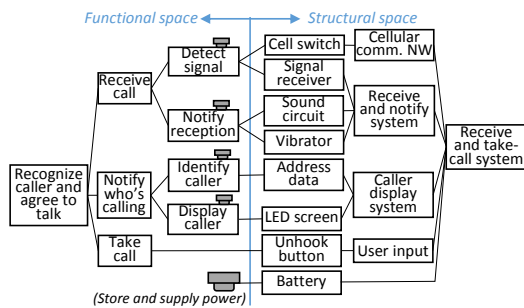 Functional space
Structural space
Detect
signal
Cell switch
Cellular
comm. NW
Signal
receiver
Receive
call
Notify
reception
Sound
circuit
Receive
and notify
system
Vibrator
Receive
and take-
call system
Recognize
caller and
agree to
talk
Notify
who's
calling
Identify
caller
Address
data
Caller
display
system
Display
caller
LED screen
Take
call
Unhook
button
User input
Battery
(Store and supply power)